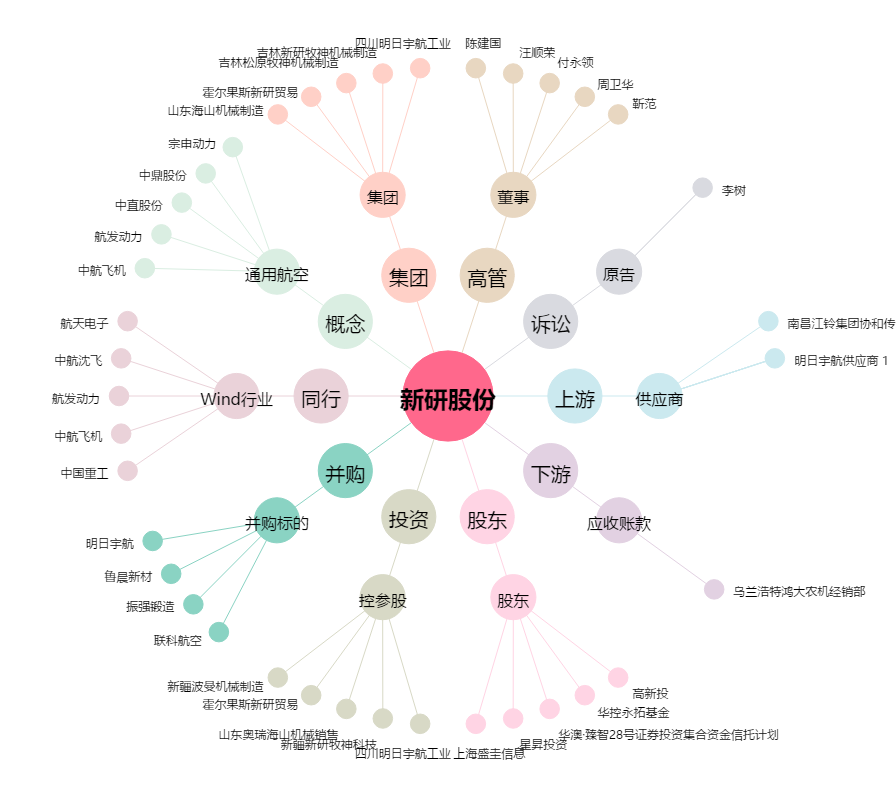 四川明日宇航工业
陈建国
吉林新研牧神机械制造
汪顺荣
吉林松原牧神机械制造
付永领
霍尔果斯新研贸易
周卫华
山东海山机械制造
靳范
宗申动力
中鼎股份
集团
董事
李树
中直股份
航发动力
中航飞机
通用航空
集团
高管
原告
航天电子
概念
诉讼
南昌江铃集团协和传
中航沈飞
明日宇航供应商 1
航发动力
Wind行业
同行
新研股份
上游
供应商
中航飞机
中国重工
并购
下游
并购标的
投资
股东
应收账款
明日宇航
鲁晨新材
乌兰浩特鸿大农机经销部
振强锻造
控参股
股东
联科航空
新疆波曼机械制造
高新投
霍尔果斯新研贸易
华控永拓基金
山东奥瑞海山机械销售
华澳·臻智28号证券投资集合资金信托计划
新疆新研牧神科技
星昇投资
四川明日宇航工业
上海盛圭信息